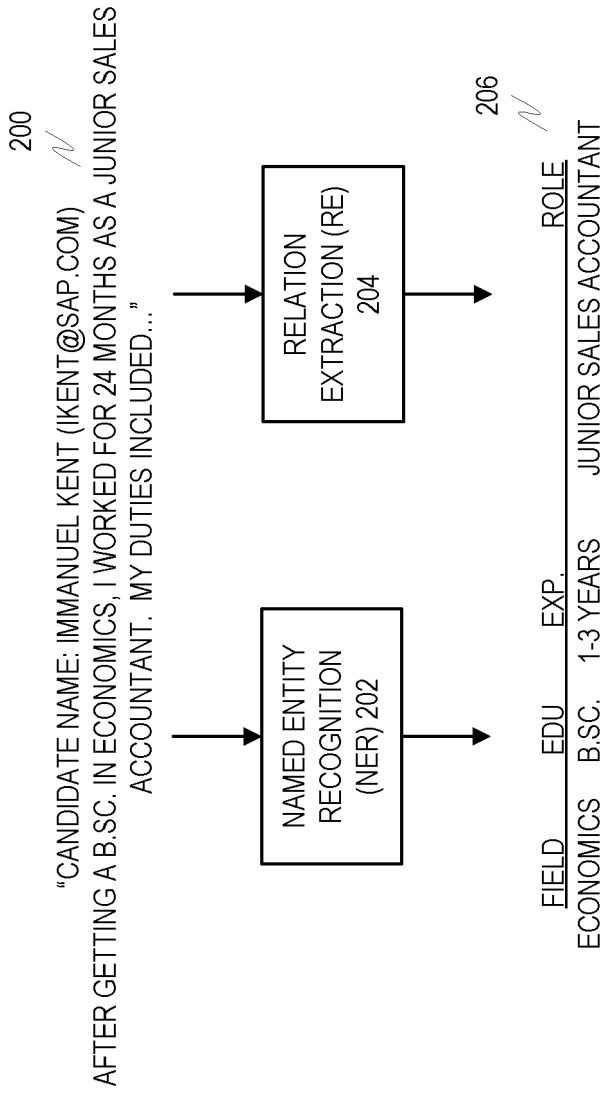 200
“CANDIDATE NAME: IMMANUEL KENT (IKENT@SAP.COM)
AFTER GETTING A B.SC. IN ECONOMICS, I WORKED FOR 24 MONTHS AS A JUNIOR SALES
ACCOUNTANT. MY DUTIES INCLUDED...”
NAMED ENTITY
RECOGNITION
(NER) 202
RELATION
EXTRACTION (RE)
204
206
FIELD EDU EXP. ROLE
ECONOMICS B.SC. 1-3 YEARS JUNIOR SALES ACCOUNTANT